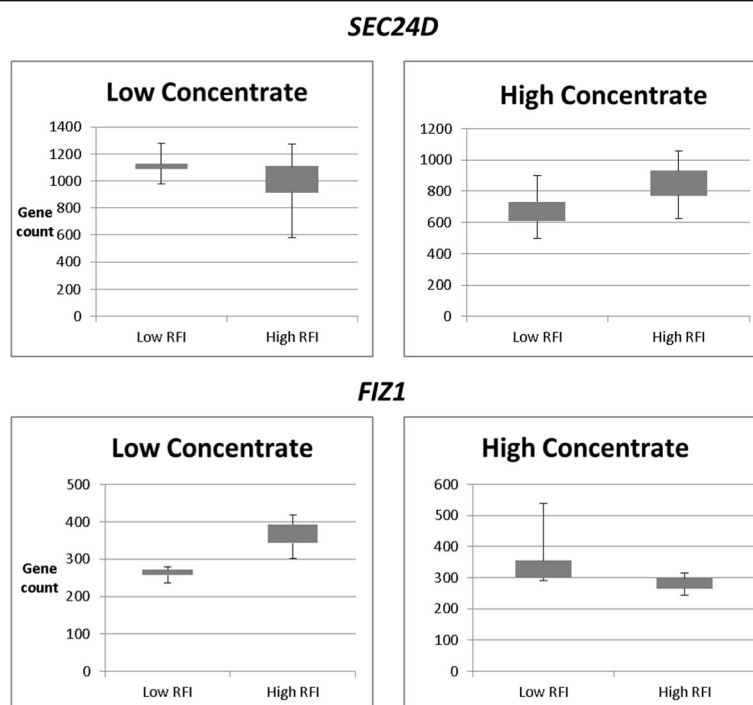 SEC24D
Low Concentrate
Gene count
1400
1200
1000
800
600
400
200
0
Low RFI
High RFI
High Concentrate
1200
1000
800
600
400
200
0
Low RFI
High RFI
FIZ1
Low Concentrate
Gene count
500
400
300
200
100
0
Low RFI
High RFI
High Concentrate
600
500
400
300
200
100
0
Low RFI
High RFI